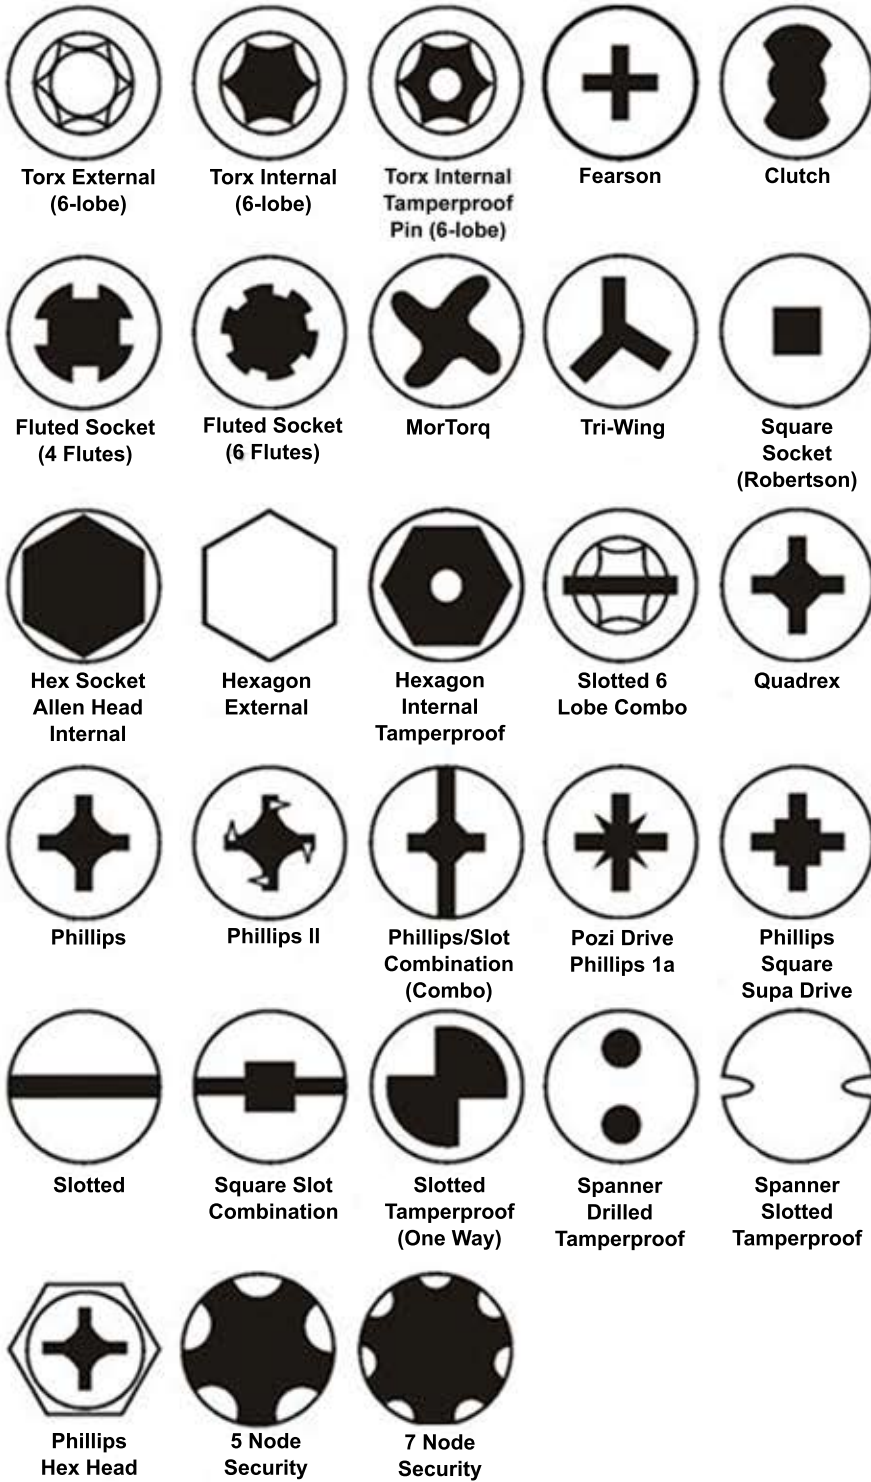 Torx External
(6-lobe)
Torx Internal
(6-lobe)
Torx Internal
Tamperproof
Pin (6-lobe)
Fearson
Clutch
Fluted Socket
(4 Flutes)
Fluted Socket
(6 Flutes)
MorTorq
Tri-Wing
Square
Socket
(Robertson)
Hex Socket
Allen Head
Internal
Hexagon
External
Hexagon
Internal
Tamperproof
Slotted 6
Lobe Combo
Quadrex
Phillips
Phillips II
Phillips/Slot
Combination
(Combo)
Pozi Drive
Phillips 1a
Phillips
Square
Supa Drive
Slotted
Square Slot
Combination
Slotted
Tamperproof
(One Way)
Spanner
Drilled
Tamperproof
Spanner
Slotted
Tamperproof
Phillips
Hex Head
5 Node
Security
7 Node
Security